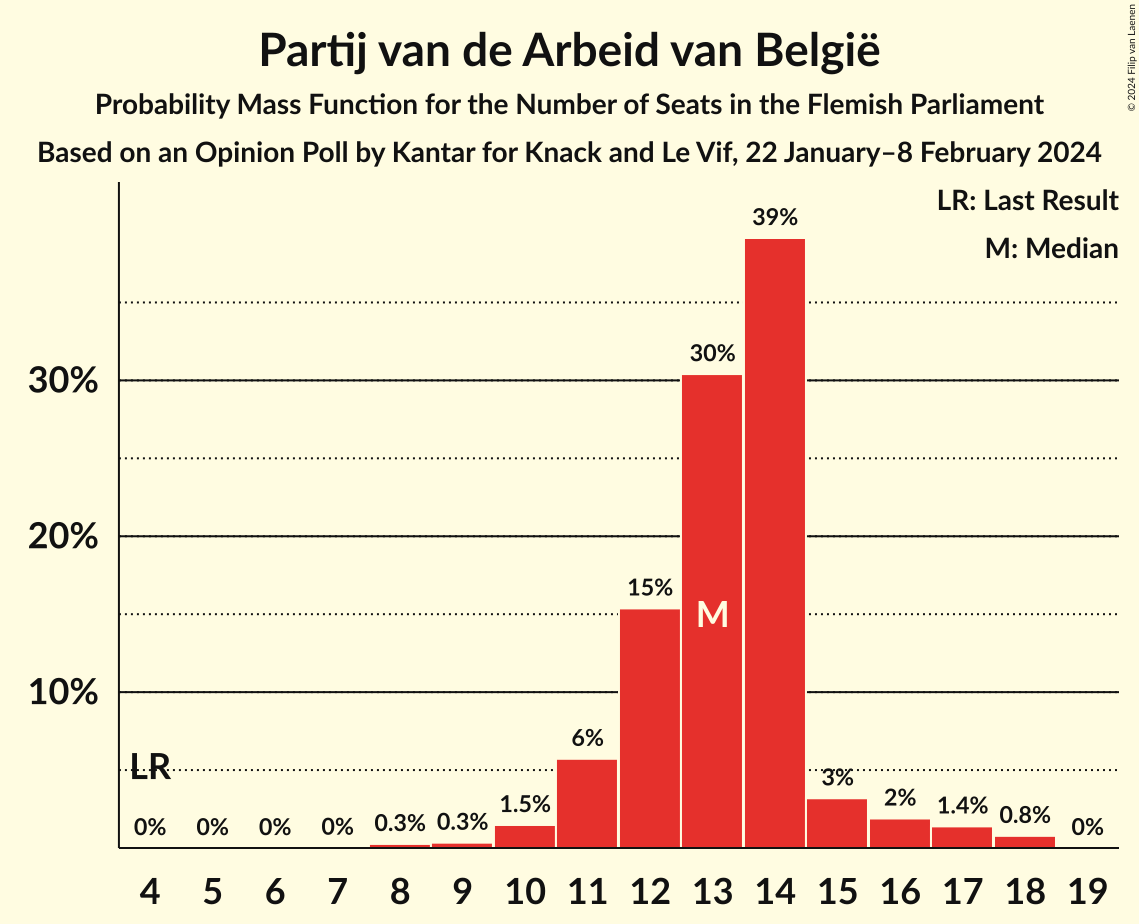 Partij van de Arbeid van België
Probability Mass Function for the Number of Seats in the Flemish Parliament
Based on an Opinion Poll by Kantar for Knack and Le Vif, 22 January–8 February 2024
© 2024 Filip van Laenen
LR: Last Result
M: Median
39%
30%
30%
20%
15%
M
10%
6%
LR
3%
2%
1.5%
1.4%
0% 0% 0% 0% 0.3% 0.3% 0.8% 0%
4 5 6 7 8 9 10 11 12 13 14 15 16 17 18 19